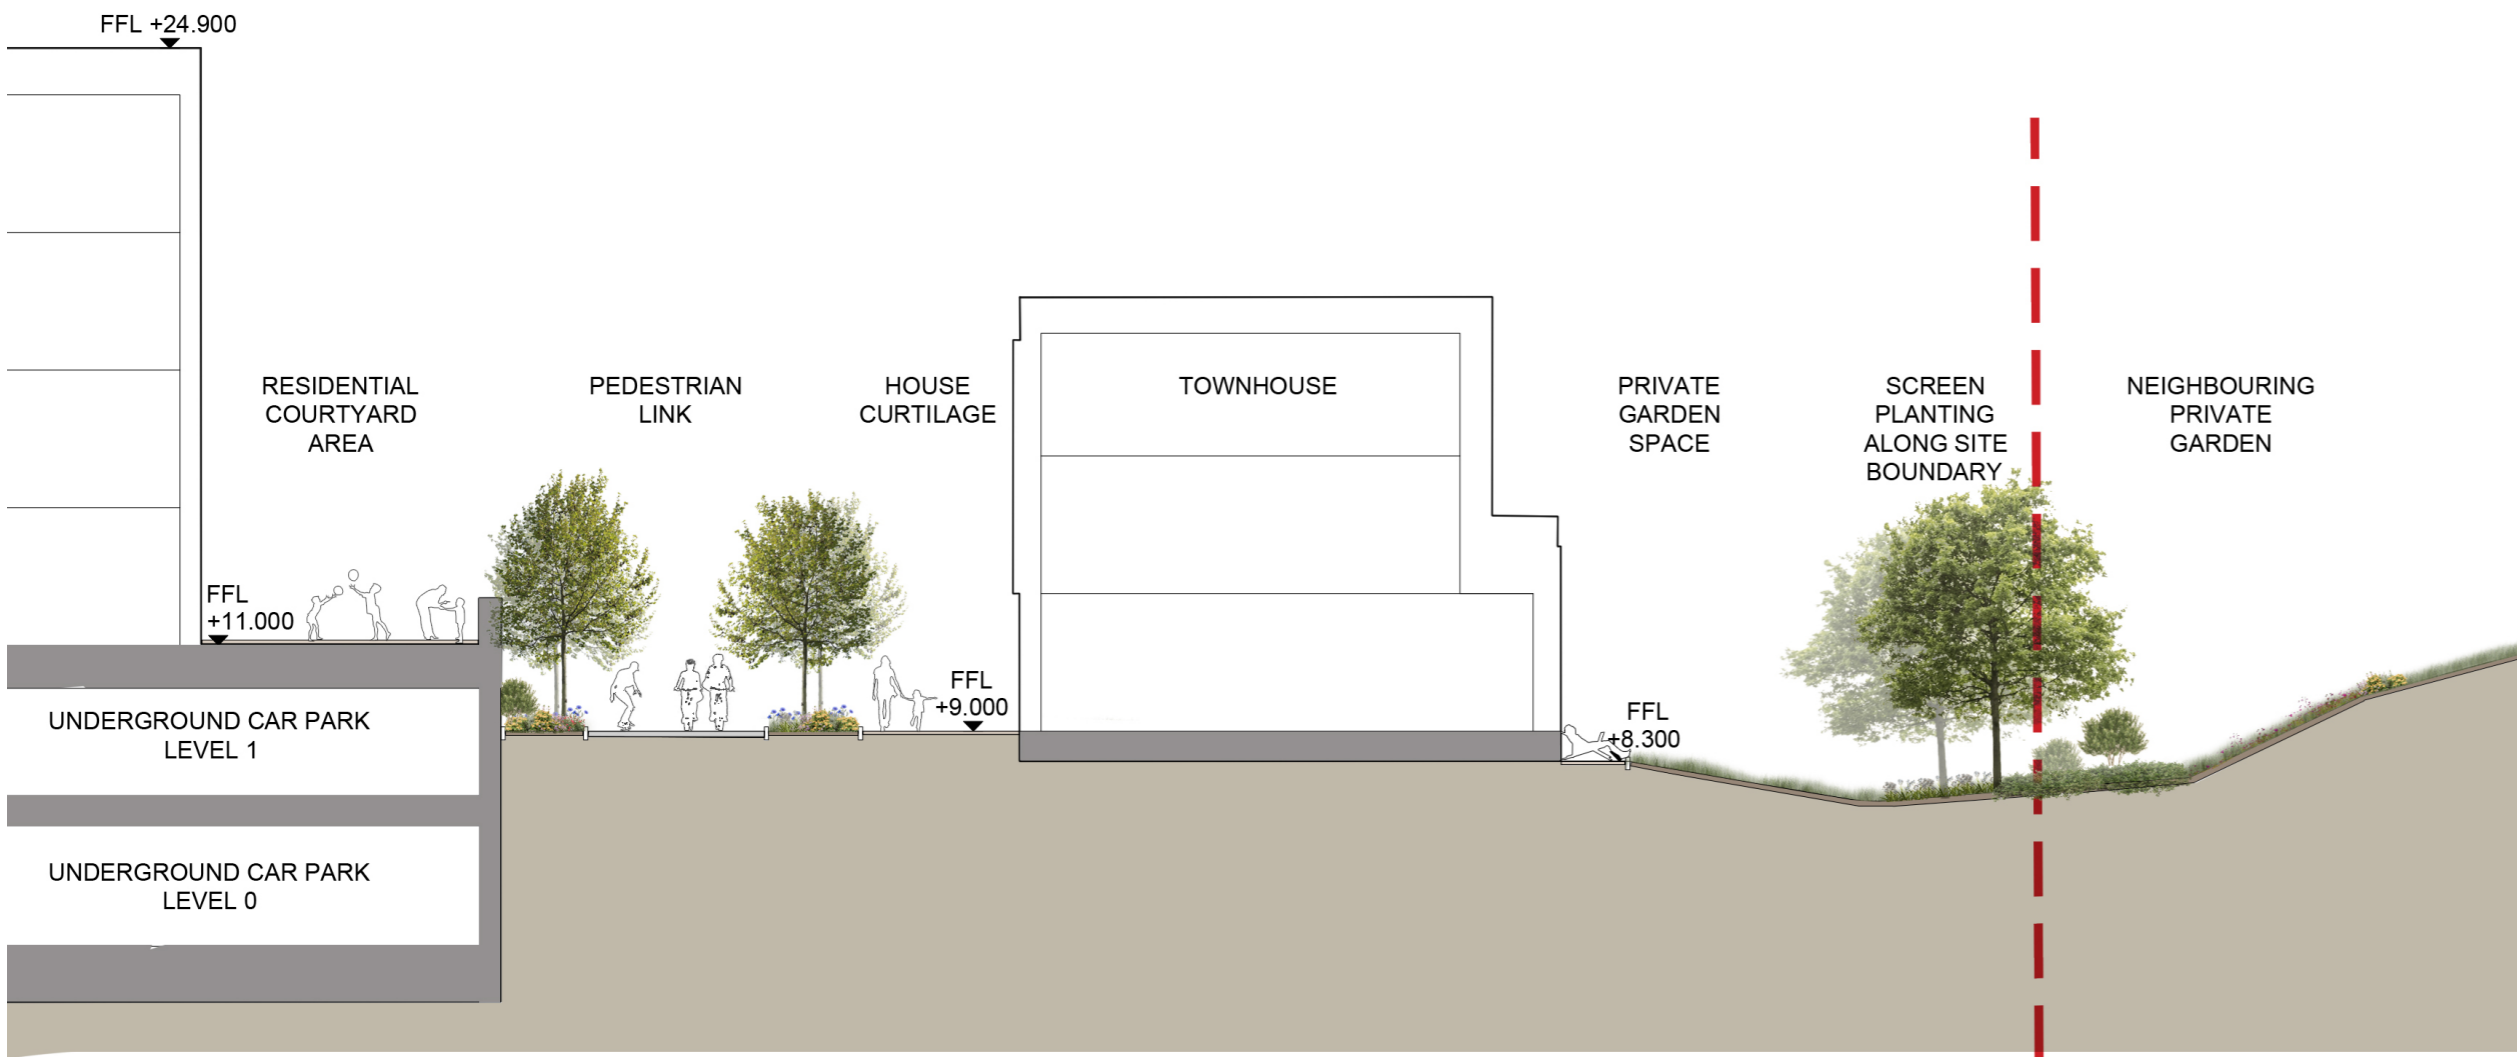 FFL +24.900
RESIDENTIAL
COURTYARD
AREA
PEDESTRIAN
LINK
HOUSE
CURTILAGE
TOWNHOUSE
PRIVATE
GARDEN
SPACE
SCREEN
PLANTING
ALONG SITE
BOUNDARY
NEIGHBOURING
PRIVATE
GARDEN
FFL
+11.000
FFL
+9.000
FFL
+8.300
UNDERGROUND CAR PARK
LEVEL 1
UNDERGROUND CAR PARK
LEVEL 0